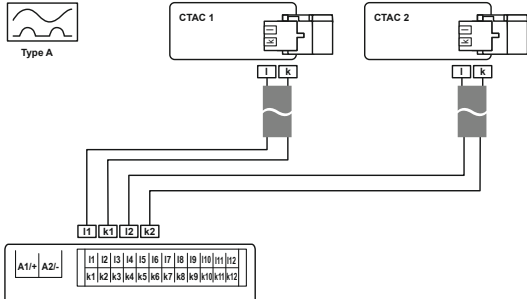 CTAC 1
CTAC 2
k l
k l
Type A
l k
l k
l1 k1 l2 k2
A1/+ A2/-
l1 l2 l3 l4 l5 l6 l7 l8 l9 l10 l11 l12
k1 k2 k3 k4 k5 k6 k7 k8 k9 k10 k11 k12